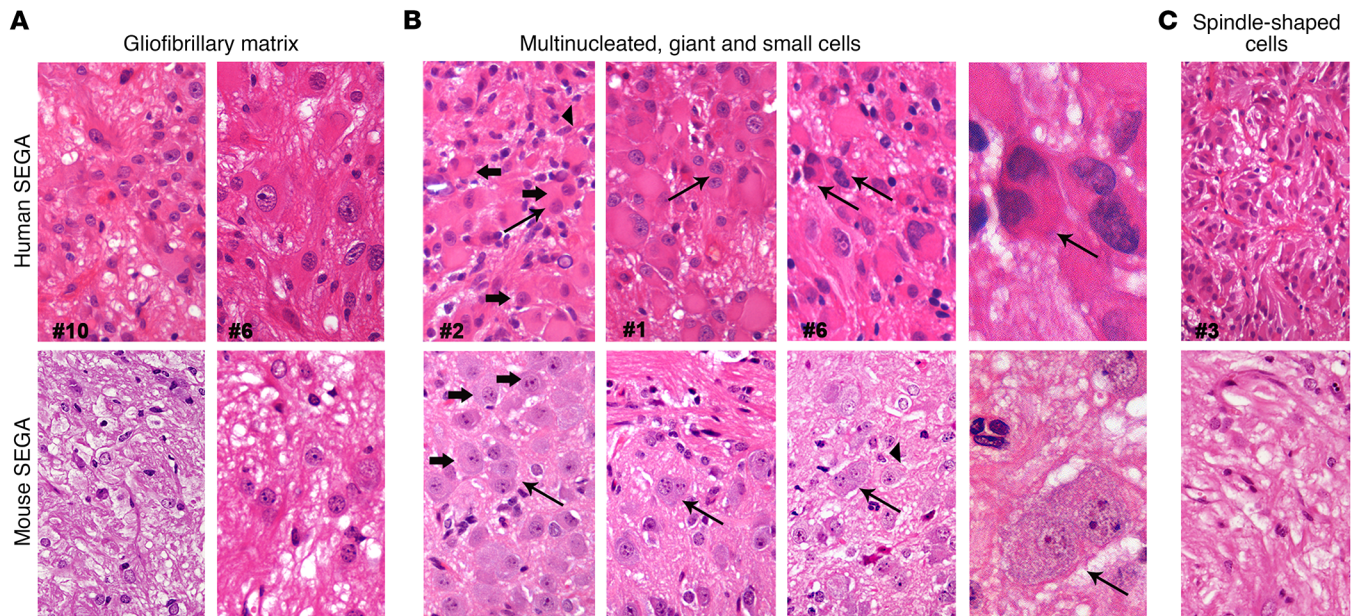 A
Gliofibrillary matrix
B
Multinucleated, giant and small cells
C
Spindle-shaped
cells
Human SEGA
#10
#6
#2
#1
#6
#3
Mouse SEGA